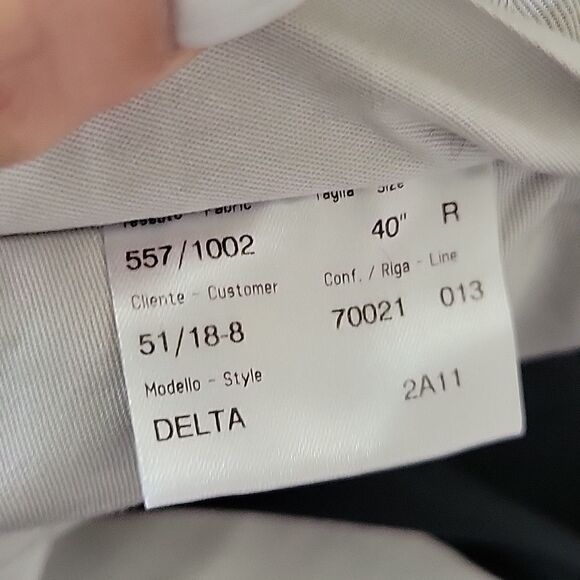 Tessuto - Fabric Taglia Size
557/1002 40" R
Cliente - Customer Conf. / Riga - Line
51/18-8 70021 013
Modello - Style
DELTA 2A11